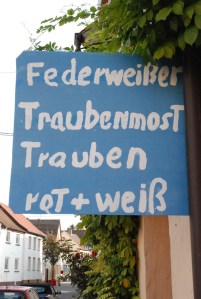 Federweißer
Traubenmost
Trauben
rot + weiß